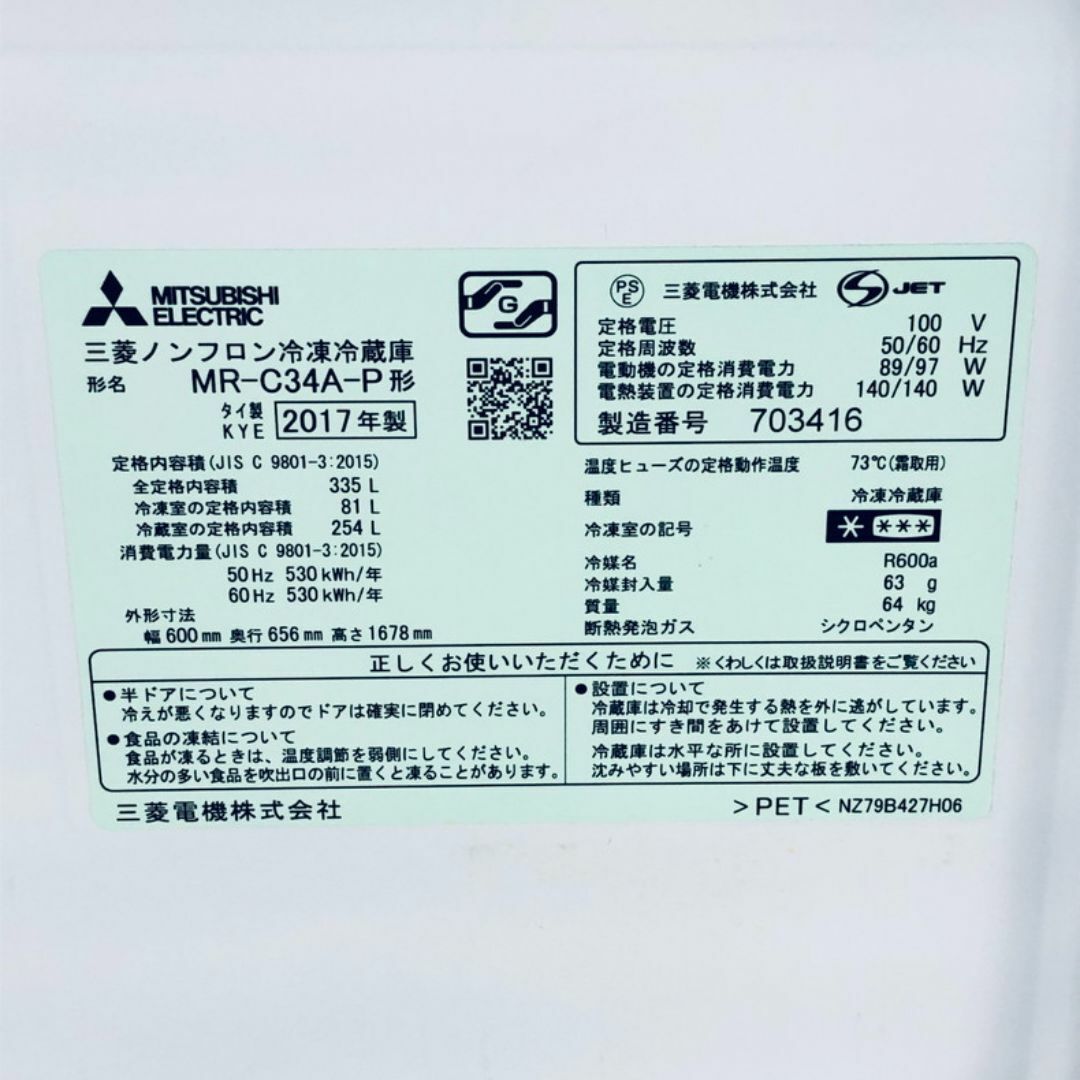 MITSUBISHI
ELECTRIC
三菱ノンフロン冷凍冷蔵庫
形名 MR-C34A-P形
タイ製
KYE 2017年製
G
定格内容積(JIS C 9801-3:2015)
全定格内容積 335 L
冷凍室の定格内容積 81 L
冷蔵室の定格内容積 254 L
消費電力量(JIS C 9801-3:2015)
50Hz 530 kWh/年
60Hz 530 kWh/年
外形寸法
幅 600 mm 奥行 656 mm 高さ 1678 mm
PS E 三菱電機株式会社 JET
定格電圧 100 V
定格周波数 50/60 Hz
電動機の定格消費電力 89/97 W
電熱装置の定格消費電力 140/140 W
製造番号 703416
温度ヒューズの定格動作温度 73℃(霜取用)
種類 冷凍冷蔵庫
冷凍室の記号 * ***
冷媒名 R600a
冷媒封入量 63 g
質量 64 kg
断熱発泡ガス シクロペンタン
正しくお使いいただくために ※くわしくは取扱説明書をご覧ください
●半ドアについて
冷えが悪くなりますのでドアは確実に閉めてください。
●食品の凍結について
食品が凍るときは、温度調節を弱側にしてください。
水分の多い食品を吹出口の前に置くと凍ることがあります。
●設置について
冷蔵庫は冷却で発生する熱を外に逃がしています。
周囲にすき間をあけて設置してください。
冷蔵庫は水平な所に設置してください。
沈みやすい場所は下に丈夫な板を敷いてください。
三菱電機株式会社 >PET< NZ79B427H06